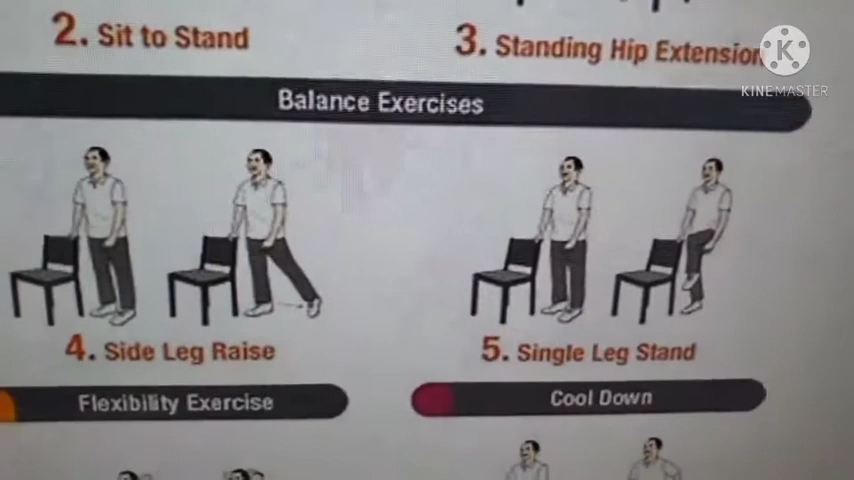 2. Sit to Stand
3. Standing Hip Extension
K
KINEMASTER
Balance Exercises
4. Side Leg Raise
5. Single Leg Stand
Flexibility Exercise
Cool Down